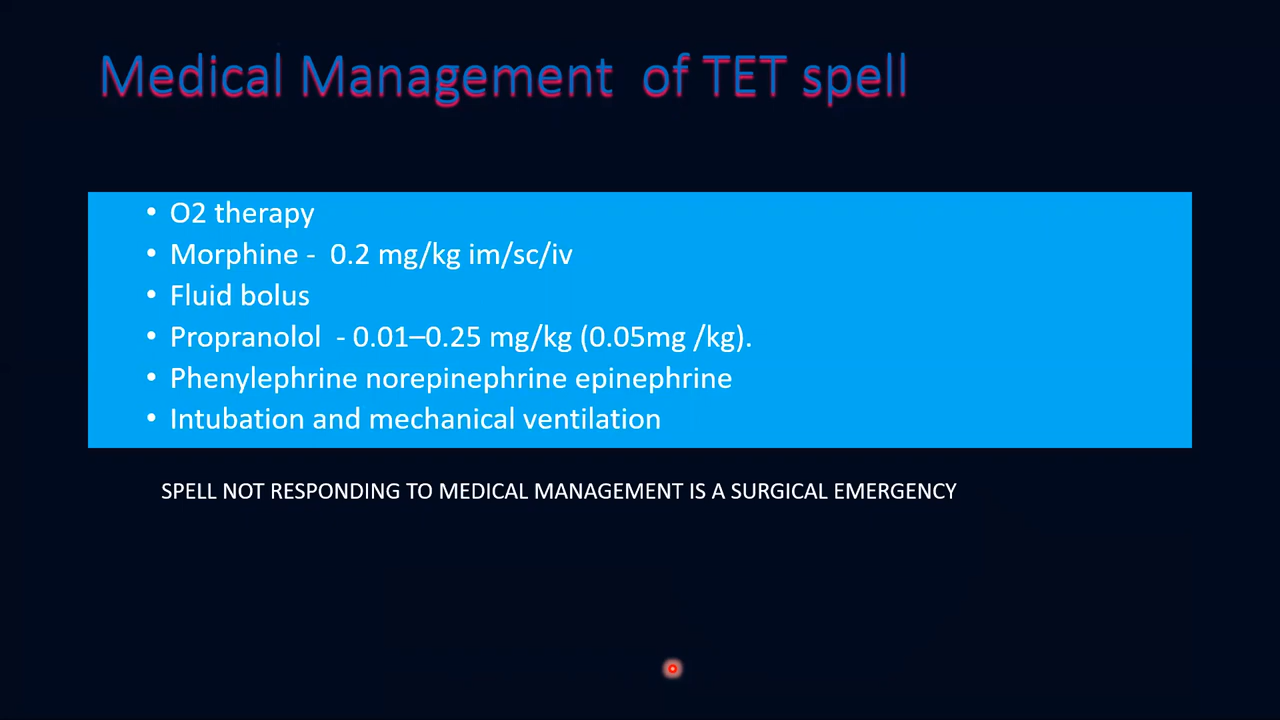 Medical Management of TET spell
• O2 therapy
• Morphine - 0.2 mg/kg im/sc/iv
• Fluid bolus
• Propranolol - 0.01–0.25 mg/kg (0.05mg /kg).
• Phenylephrine norepinephrine epinephrine
• Intubation and mechanical ventilation
SPELL NOT RESPONDING TO MEDICAL MANAGEMENT IS A SURGICAL EMERGENCY